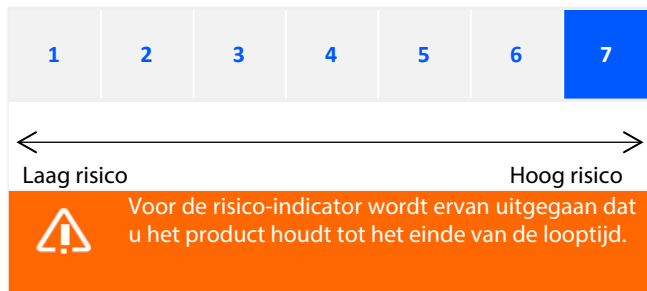 1 2 3 4 5 6 7
Laag risico Hoog risico
Voor de risico-indicator wordt ervan uitgegaan dat
u het product houdt tot het einde van de looptijd.